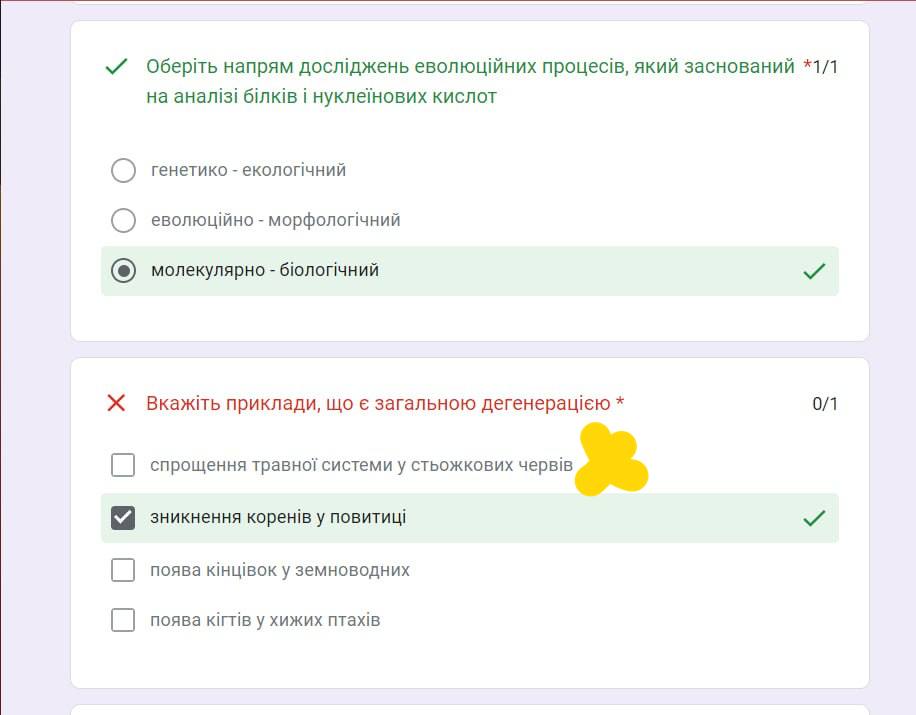 Оберіть напрям досліджень еволюційних процесів, який заснований *1/1
на аналізі білків і нуклеїнових кислот
генетико - екологічний
еволюційно - морфологічний
молекулярно - біологічний
Вкажіть приклади, що є загальною дегенерацією * 0/1
спрощення травної системи у стьожкових червів
зникнення коренів у повитиці
поява кінцівок у земноводних
поява кігтів у хижих птахів